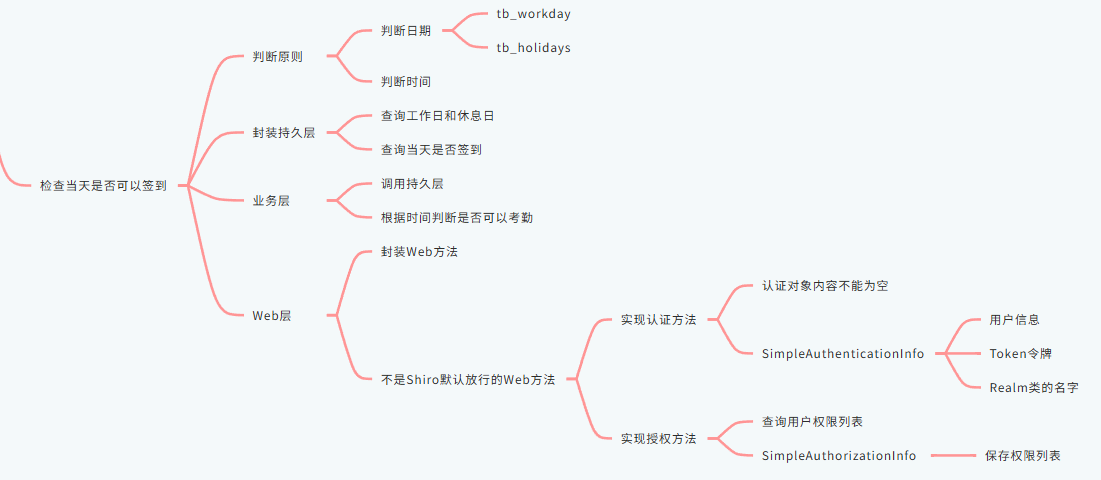 检查当天是否可以签到
判断原则
判断日期
tb_workday
tb_holidays
判断时间
封装持久层
查询工作日和休息日
查询当天是否签到
业务层
调用持久层
根据时间判断是否可以考勤
Web层
封装Web方法
不是Shiro默认放行的Web方法
实现认证方法
认证对象内容不能为空
SimpleAuthenticationInfo
用户信息
Token令牌
Realm类的名字
实现授权方法
查询用户权限列表
SimpleAuthorizationInfo
保存权限列表